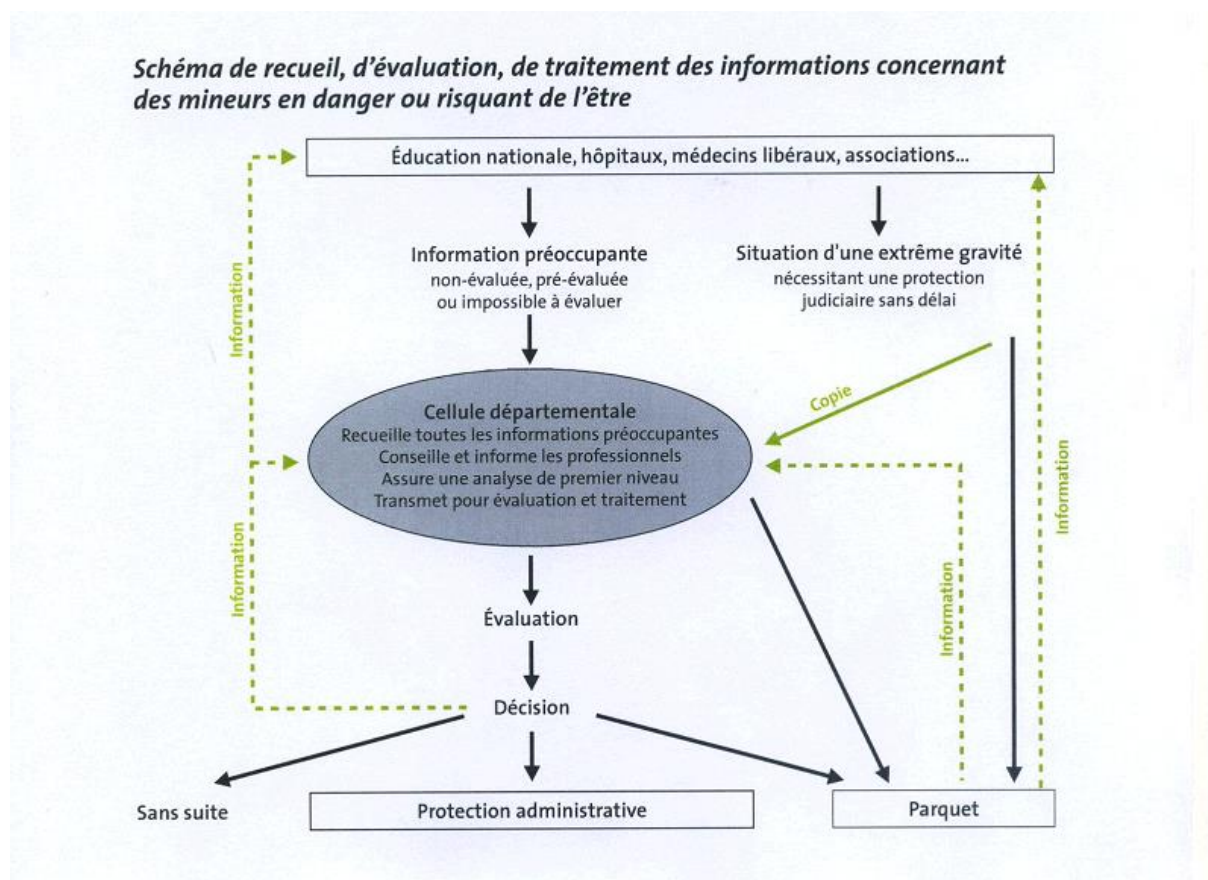 Schéma de recueil, d'évaluation, de traitement des informations concernant
des mineurs en danger ou risquant de l'être
Éducation nationale, hôpitaux, médecins libéraux, associations...
Information préoccupante
non-évaluée, pré-évaluée
ou impossible à évaluer
Situation d'une extrême gravité
nécessitant une protection
judiciaire sans délai
Information
Copie
Cellule départementale
Recueille toutes les informations préoccupantes
Conseille et informe les professionnels
Assure une analyse de premier niveau
Transmet pour évaluation et traitement
Information
Information
Information
Évaluation
Décision
Sans suite
Protection administrative
Parquet